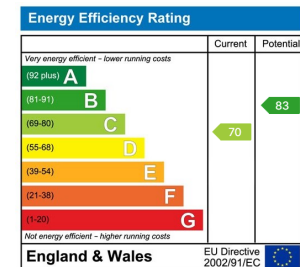 Energy Efficiency Rating
Current Potential
Very energy efficient - lower running costs
(92 plus) A
(81-91) B
83
(69-80) C
70
(55-68) D
(39-54) E
(21-38) F
(1-20) G
Not energy efficient - higher running costs
England & Wales
EU Directive
2002/91/EC